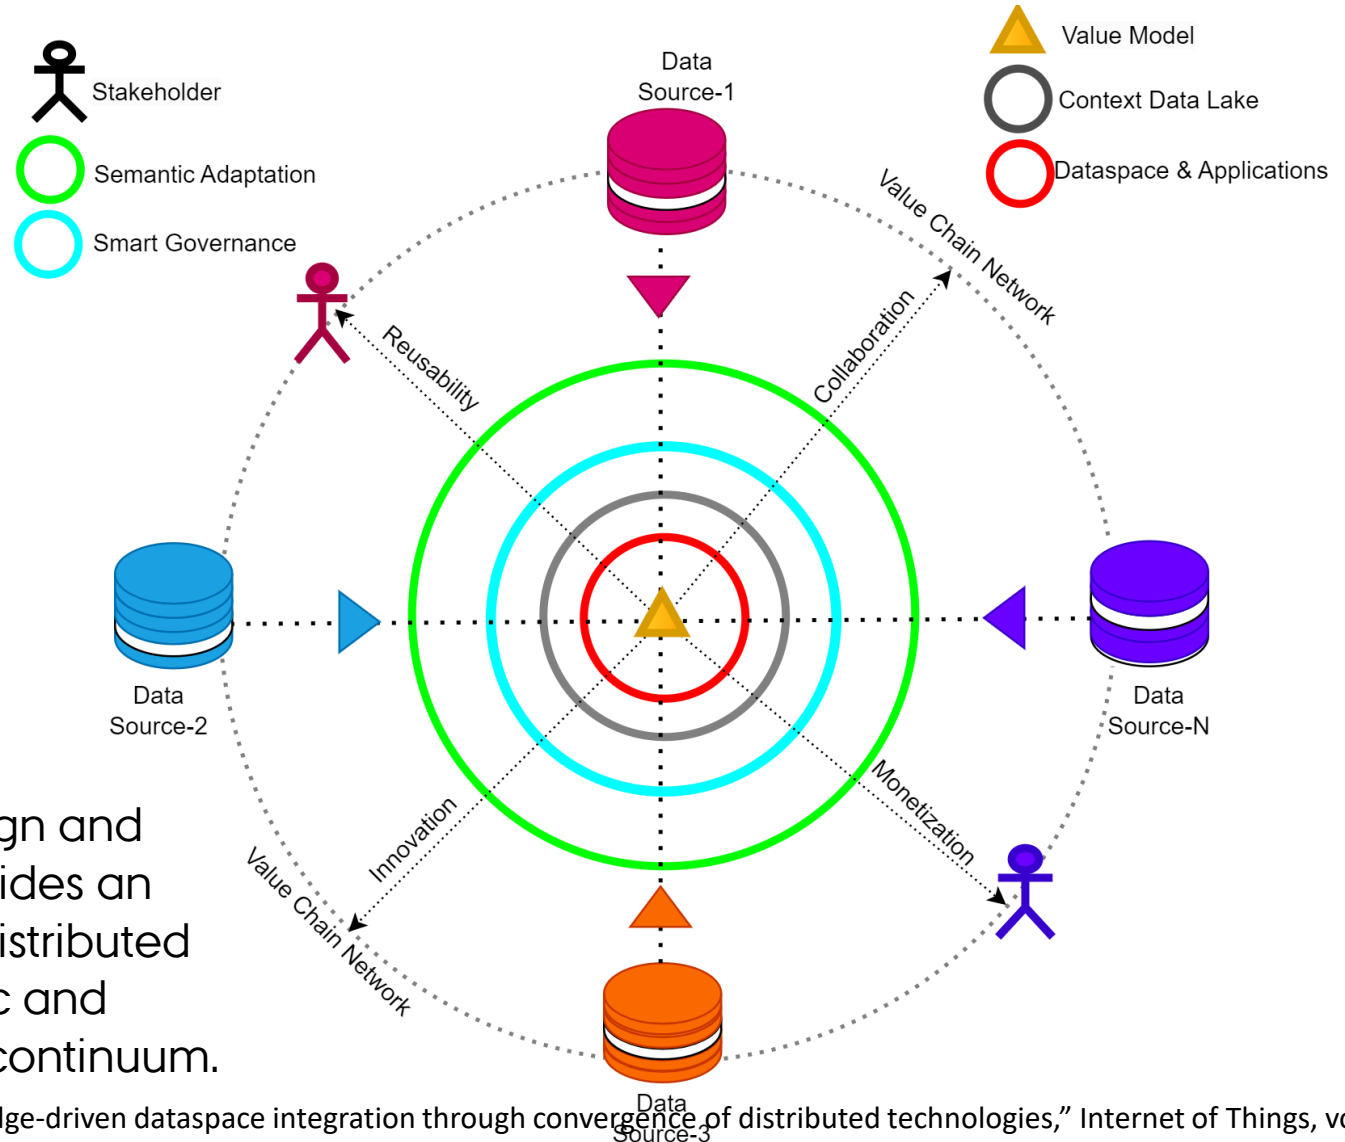 Stakeholder
Semantic Adaptation
Smart Governance
Data
Source-1
Value Model
Context Data Lake
Dataspace & Applications
Value Chain Network
Reusability
Collaboration
Data
Source-2
Data
Source-N
Innovation
Monetization
Value Chain Network
gn and
ides an
istributed
c and
continuum.
Data
Source-3
dge-driven dataspace integration through convergence of distributed technologies,” Internet of Things, vo